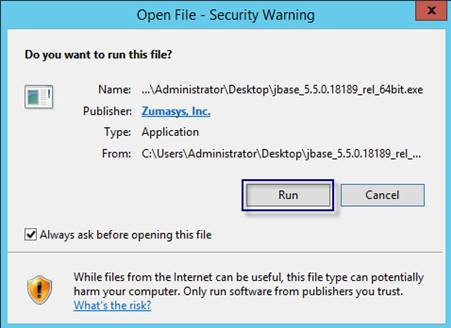 Open File - Security Warning
x
Do you want to run this file?
Name: ...\Administrator\Desktop\jbase_5.5.0.18189_rel_64bit.exe
Publisher: Zumasys, Inc.
Type: Application
From: C:\Users\Administrator\Desktop\jbase_5.5.0.18189_rel_...
Run Cancel
Always ask before opening this file
While files from the Internet can be useful, this file type can potentially
harm your computer. Only run software from publishers you trust.
What's the risk?